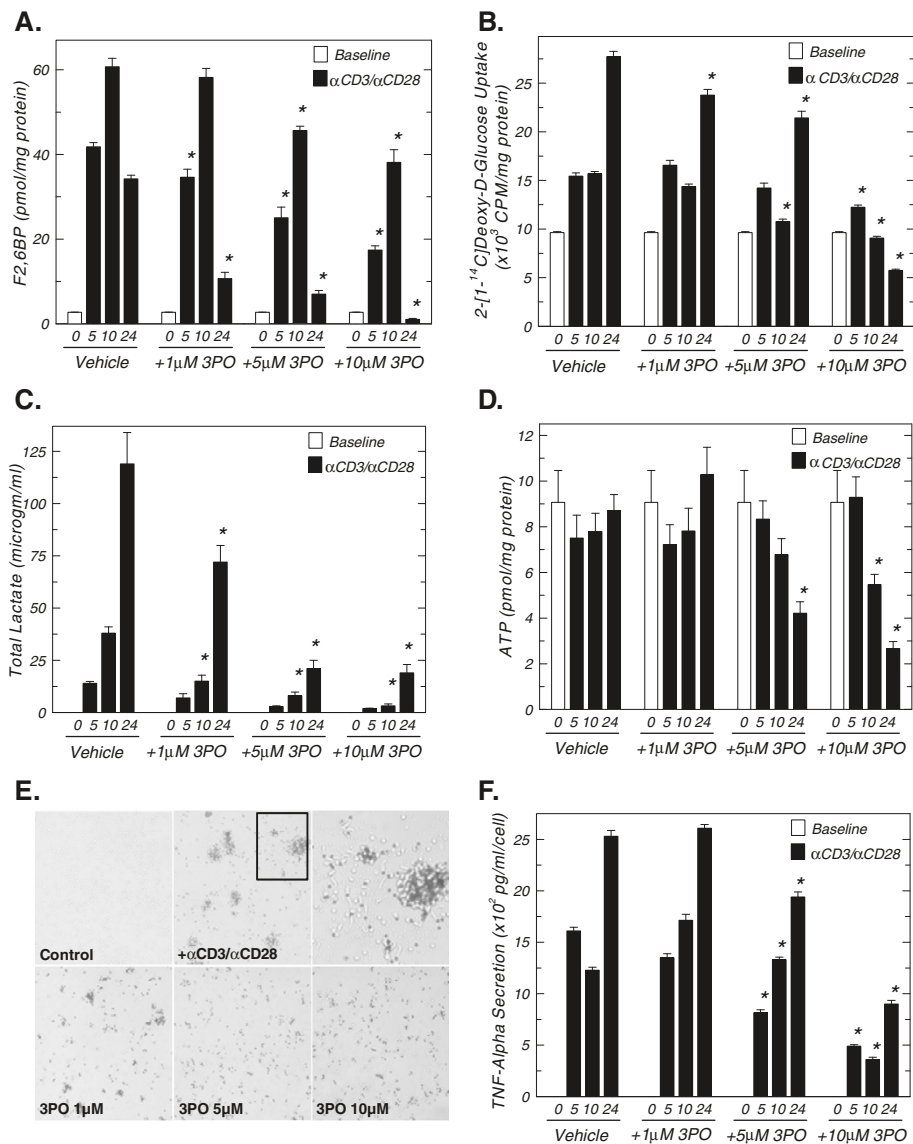 A.
F2,6BP (pmol/mg protein)
60
40
20
0
Baseline
αCD3/αCD28
* * * * * * *
0 5 10 24 0 5 10 24 0 5 10 24 0 5 10 24
Vehicle +1μM 3PO +5μM 3PO +10μM 3PO
B.
2-[1-¹⁴C]Deoxy-D-Glucose Uptake
(x10³ CPM/mg protein)
30
25
20
15
10
5
0
Baseline
αCD3/αCD28
* * * * * *
0 5 10 24 0 5 10 24 0 5 10 24 0 5 10 24
Vehicle +1μM 3PO +5μM 3PO +10μM 3PO
C.
Total Lactate (microgm/ml)
125
100
75
50
25
0
Baseline
αCD3/αCD28
* * * * * *
0 5 10 24 0 5 10 24 0 5 10 24 0 5 10 24
Vehicle +1μM 3PO +5μM 3PO +10μM 3PO
D.
ATP (pmol/mg protein)
12
10
8
6
4
2
0
Baseline
αCD3/αCD28
* * *
0 5 10 24 0 5 10 24 0 5 10 24 0 5 10 24
Vehicle +1μM 3PO +5μM 3PO +10μM 3PO
E.
Control
+αCD3/αCD28
3PO 1μM
3PO 5μM
3PO 10μM
F.
TNF-Alpha Secretion (x10² pg/ml/cell)
25
20
15
10
5
0
Baseline
αCD3/αCD28
* * * * * *
0 5 10 24 0 5 10 24 0 5 10 24 0 5 10 24
Vehicle +1μM 3PO +5μM 3PO +10μM 3PO